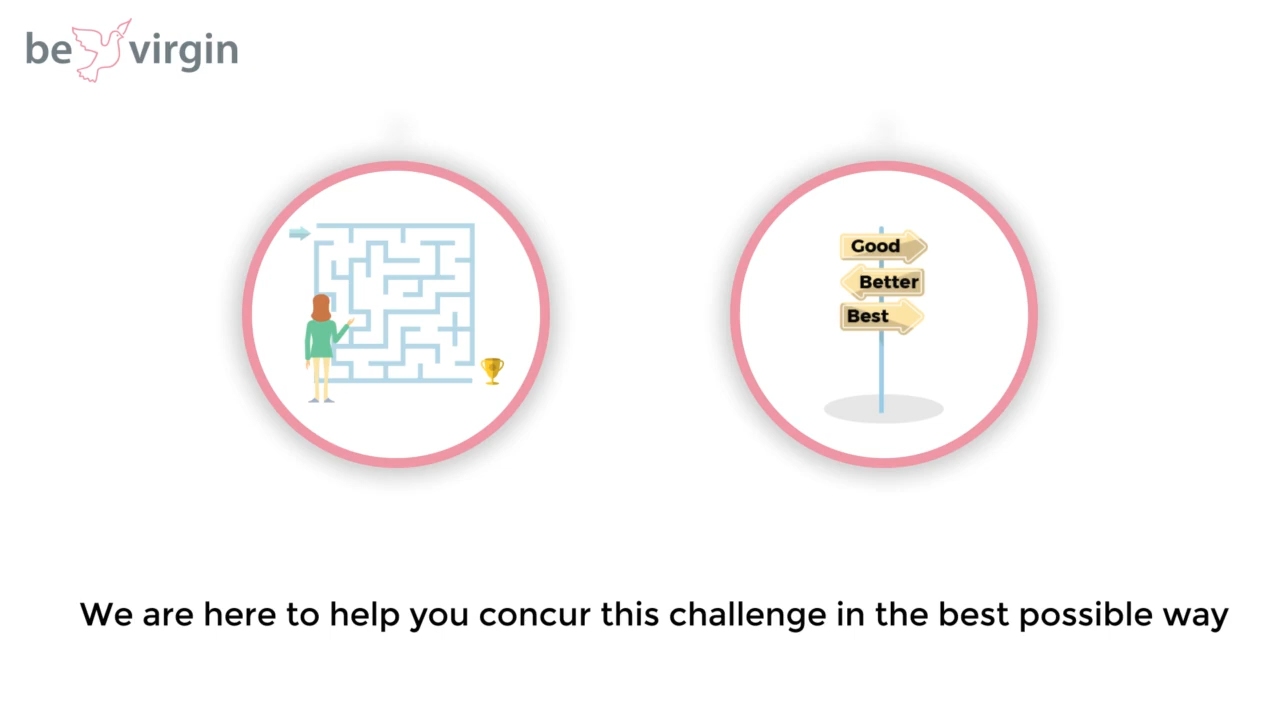 be virgin
Good
Better
Best
We are here to help you concur this challenge in the best possible way